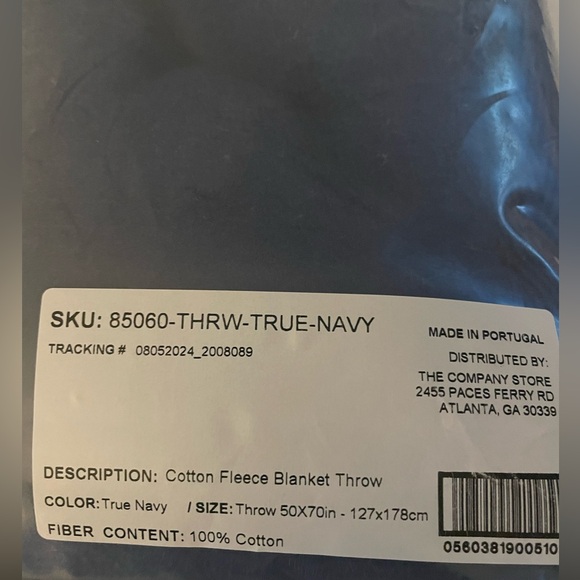 SKU: 85060-THRW-TRUE-NAVY
TRACKING # 08052024_2008089
MADE IN PORTUGAL
DISTRIBUTED BY:
THE COMPANY STORE
2455 PACES FERRY RD
ATLANTA, GA 30339
DESCRIPTION: Cotton Fleece Blanket Throw
COLOR: True Navy / SIZE: Throw 50X70in - 127x178cm
FIBER CONTENT: 100% Cotton
0560381900510